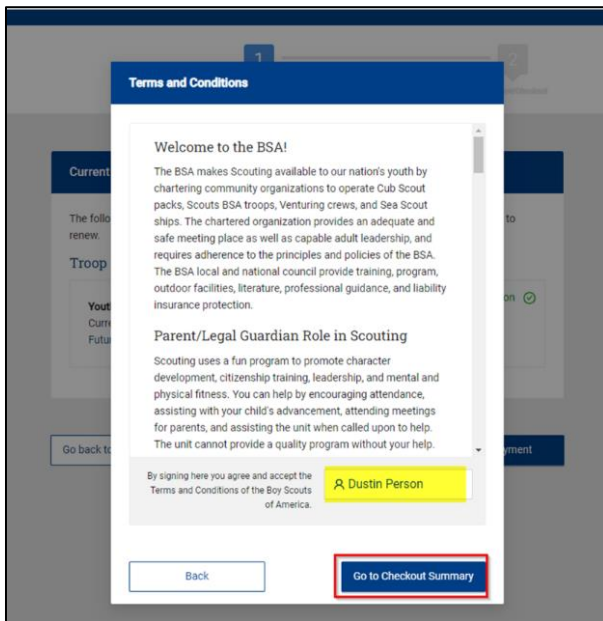 1
2
Terms and Conditions
Welcome to the BSA!
The BSA makes Scouting available to our nation's youth by
chartering community organizations to operate Cub Scout
packs, Scouts BSA troops, Venturing crews, and Sea Scout
ships. The chartered organization provides an adequate and
safe meeting place as well as capable adult leadership, and
requires adherence to the principles and policies of the BSA.
The BSA local and national council provide training, program,
outdoor facilities, literature, professional guidance, and liability
insurance protection.
Parent/Legal Guardian Role in Scouting
Scouting uses a fun program to promote character
development, citizenship training, leadership, and mental and
physical fitness. You can help by encouraging attendance,
assisting with your child's advancement, attending meetings
for parents, and assisting the unit when called upon to help.
The unit cannot provide a quality program without your help.
By signing here you agree and accept the
Terms and Conditions of the Boy Scouts
of America.
Dustin Person
Back
Go to Checkout Summary
Current
The follo
to
renew.
Troop
Yout
on
Curre
Futu
Go back to
yment